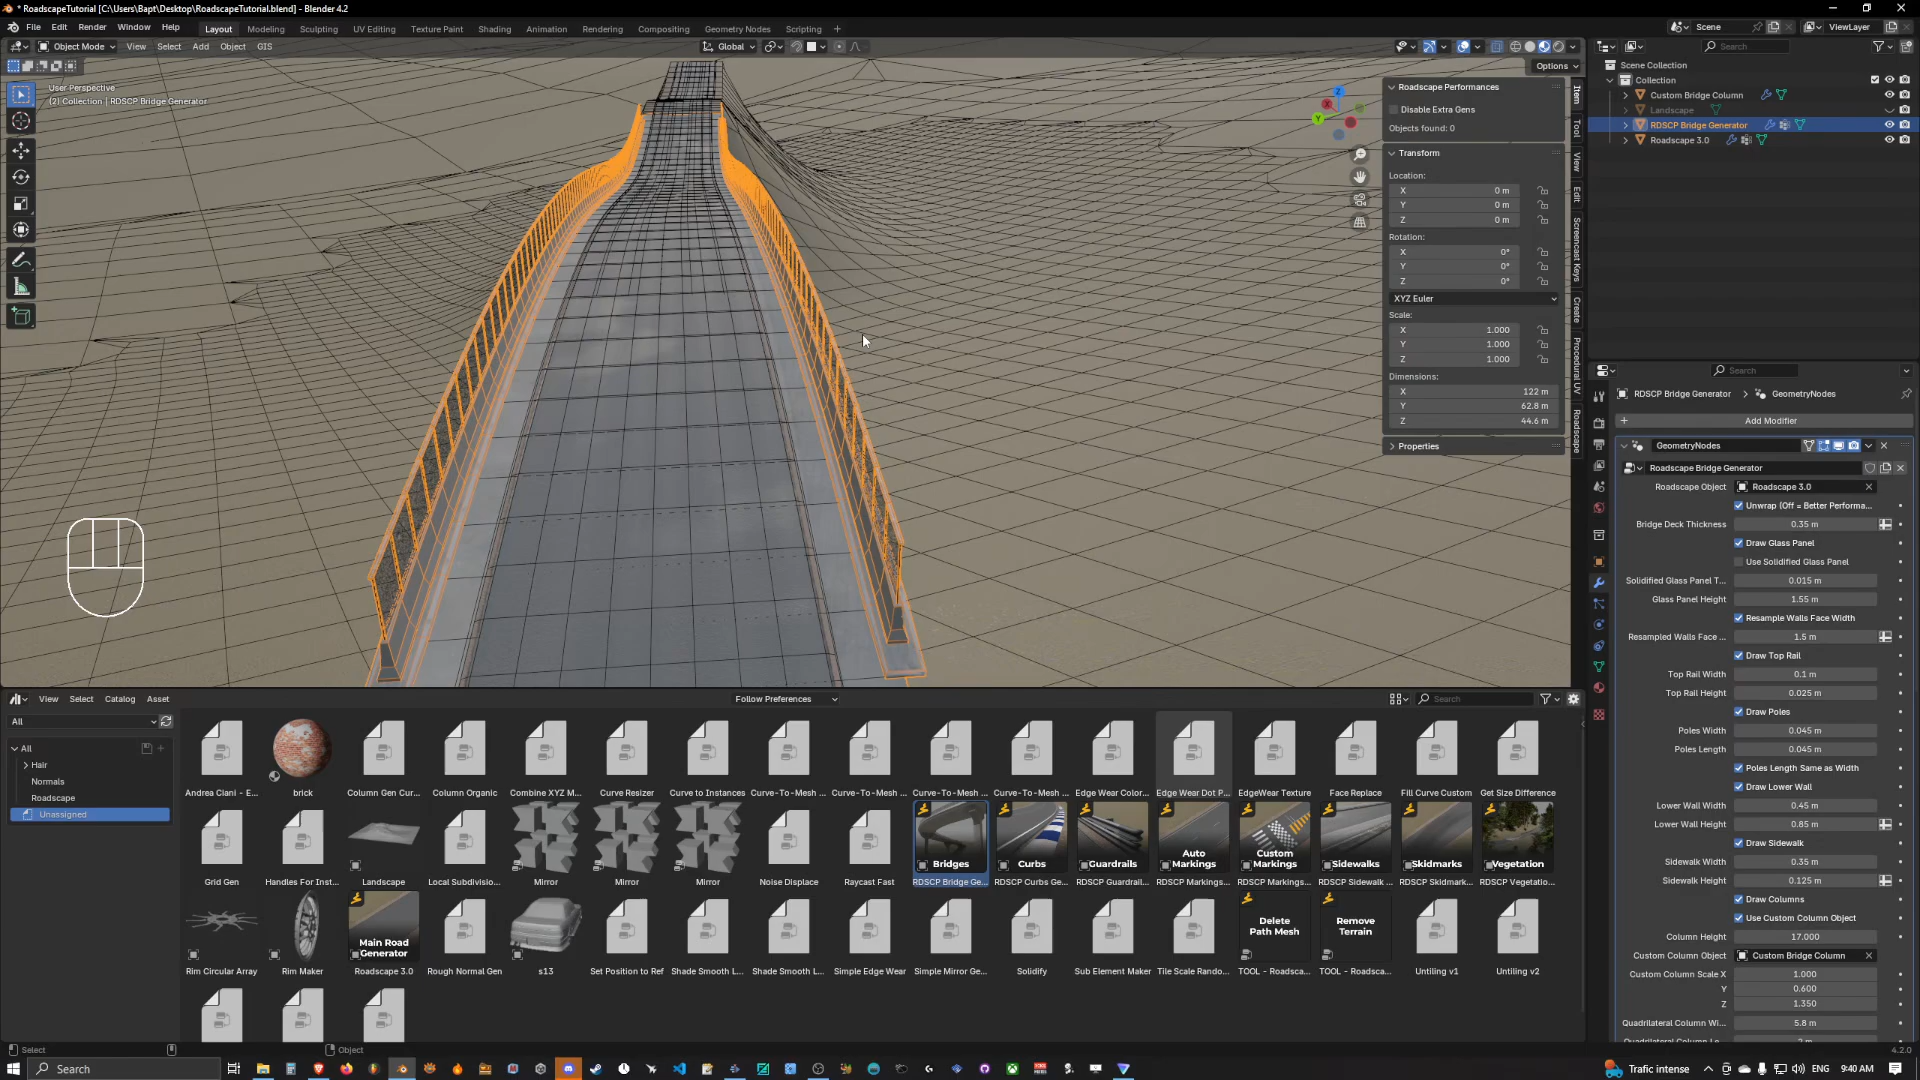 * RoadscapeTutorial [C:\Users\Bapt\Desktop\RoadscapeTutorial.blend] - Blender 4.2
File Edit Render Window Help Layout Modeling Sculpting UV Editing Texture Paint Shading Animation Rendering Compositing Geometry Nodes Scripting + Scene ViewLayer
Object Mode View Select Add Object GIS Global Search
Options
User Perspective
(2) Collection | RDSCP Bridge Generator
Scene Collection
Collection
Custom Bridge Column
Landscape
RDSCP Bridge Generator
Roadscape 3.0
Z
X
Y
Roadscape Performances
Disable Extra Gens
Objects found: 0
Transform
Location:
X 0 m
Y 0 m
Z 0 m
Rotation:
X 0°
Y 0°
Z 0°
XYZ Euler
Scale:
X 1.000
Y 1.000
Z 1.000
Dimensions:
X 122 m
Y 62.8 m
Z 44.6 m
Properties
Item
Tool
View
Edit
Screencast Keys
Create
Procedural UV
Roadscape
Search
RDSCP Bridge Generator > GeometryNodes
Add Modifier
GeometryNodes
Roadscape Bridge Generator
Roadscape Object Roadscape 3.0
Unwrap (Off = Better Performa...
Bridge Deck Thickness 0.35 m
Draw Glass Panel
Use Solidified Glass Panel
Solidified Glass Panel T... 0.015 m
Glass Panel Height 1.55 m
Resample Walls Face Width
Resampled Walls Face ... 1.5 m
Draw Top Rail
Top Rail Width 0.1 m
Top Rail Height 0.025 m
Draw Poles
Poles Width 0.045 m
Poles Length 0.045 m
Poles Length Same as Width
Draw Lower Wall
Lower Wall Width 0.45 m
Lower Wall Height 0.85 m
Draw Sidewalk
Sidewalk Width 0.35 m
Sidewalk Height 0.125 m
Draw Columns
Use Custom Column Object
Column Height 17.000
Custom Column Object Custom Bridge Column
Custom Column Scale X 1.000
Y 0.600
Z 1.350
Quadrilateral Column Wi... 5.8 m
View Select Catalog Asset Follow Preferences Search
All
All
Hair
Normals
Roadscape
Unassigned
Andrea Ciani - E... brick Column Gen Cur... Column Organic Combine XYZ M... Curve Resizer Curve to Instances Curve-To-Mesh ... Curve-To-Mesh ... Curve-To-Mesh ... Curve-To-Mesh ... Edge Wear Color... Edge Wear Dot P... EdgeWear Texture Face Replace Fill Curve Custom Get Size Difference
Bridges Curbs Guardrails Auto Markings Custom Markings Sidewalks Skidmarks Vegetation
Grid Gen Handles For Inst... Landscape Local Subdivisio... Mirror Mirror Mirror Noise Displace Raycast Fast RDSCP Bridge Ge... RDSCP Curbs Ge... RDSCP Guardrail... RDSCP Markings... RDSCP Markings... RDSCP Sidewalk ... RDSCP Skidmark... RDSCP Vegetatio...
Main Road Generator Delete Path Mesh Remove Terrain
Rim Circular Array Rim Maker Roadscape 3.0 Rough Normal Gen s13 Set Position to Ref Shade Smooth L... Shade Smooth L... Simple Edge Wear Simple Mirror Ge... Solidify Sub Element Maker Tile Scale Rando... TOOL - Roadsca... TOOL - Roadsca... Untiling v1 Untiling v2
Select Object 4.2.0
Search Trafic intense ENG 9:40 AM